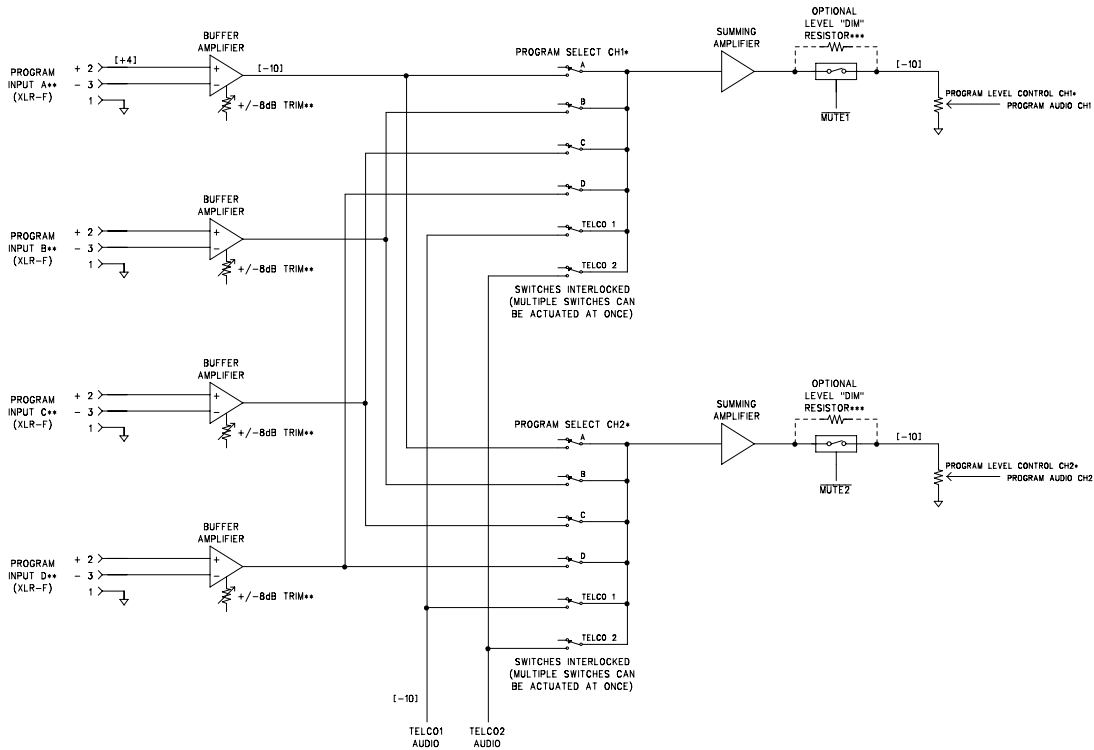 BUFFER
AMPLIFIER
PROGRAM
INPUT A**
(XLR-F)
+ 2
- 3
1
[+4]
+
-
[-10]
+/-8dB TRIM**
PROGRAM SELECT CH1*
A
B
C
D
TELCO 1
TELCO 2
SWITCHES INTERLOCKED
(MULTIPLE SWITCHES CAN
BE ACTUATED AT ONCE)
SUMMING
AMPLIFIER
OPTIONAL
LEVEL "DIM"
RESISTOR***
MUTE1
[-10]
PROGRAM LEVEL CONTROL CH1*
PROGRAM AUDIO CH1
BUFFER
AMPLIFIER
PROGRAM
INPUT B**
(XLR-F)
+ 2
- 3
1
+
-
+/-8dB TRIM**
BUFFER
AMPLIFIER
PROGRAM
INPUT C**
(XLR-F)
+ 2
- 3
1
+
-
+/-8dB TRIM**
PROGRAM SELECT CH2*
A
B
C
D
TELCO 1
TELCO 2
SWITCHES INTERLOCKED
(MULTIPLE SWITCHES CAN
BE ACTUATED AT ONCE)
SUMMING
AMPLIFIER
OPTIONAL
LEVEL "DIM"
RESISTOR***
MUTE2
[-10]
PROGRAM LEVEL CONTROL CH2*
PROGRAM AUDIO CH2
BUFFER
AMPLIFIER
PROGRAM
INPUT D**
(XLR-F)
+ 2
- 3
1
+
-
+/-8dB TRIM**
[-10]
TELCO1
AUDIO
TELCO2
AUDIO